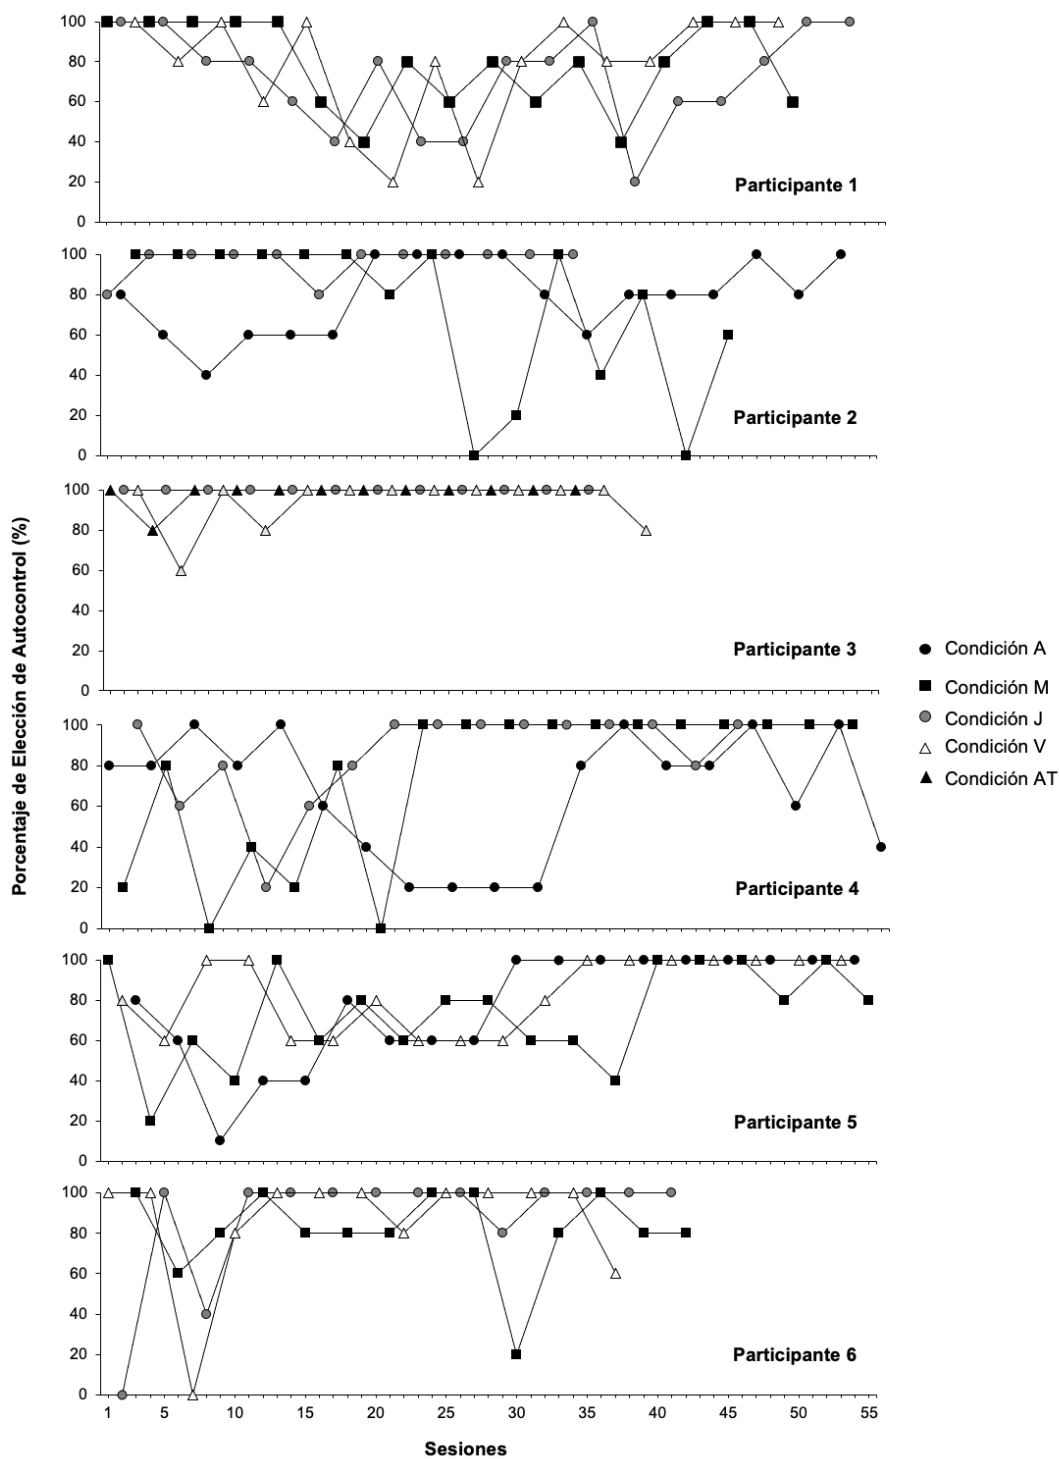 100
80
60
40
20
0
Participante 1
100
80
60
40
20
0
Participante 2
100
80
60
40
20
0
Participante 3
100
80
60
40
20
0
Participante 4
100
80
60
40
20
0
Participante 5
100
80
60
40
20
0
Participante 6
1 5 10 15 20 25 30 35 40 45 50 55
Sesiones
Porcentaje de Elección de Autocontrol (%)
Condición A
Condición M
Condición J
Condición V
Condición AT